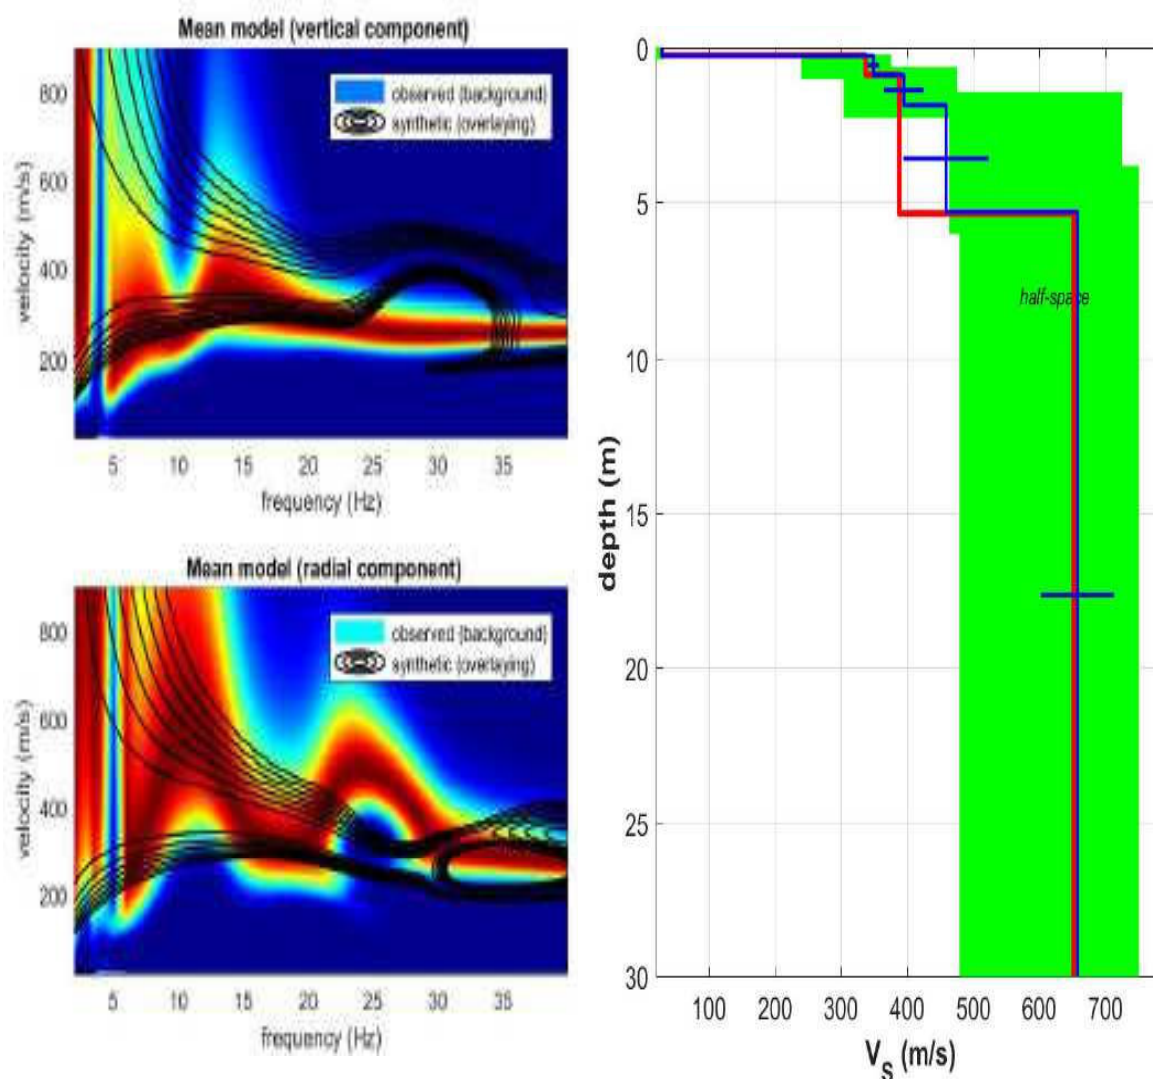 Mean model (vertical component)
observed (background)
synthetic (overlaying)
800
600
400
200
velocity (m/s)
5 10 15 20 25 30 35
frequency (Hz)
Mean model (radial component)
observed (background)
synthetic (overlaying)
800
600
400
200
velocity (m/s)
5 10 15 20 25 30 35
frequency (Hz)
0
5
10
15
20
25
30
depth (m)
half-space
100 200 300 400 500 600 700
V_S (m/s)